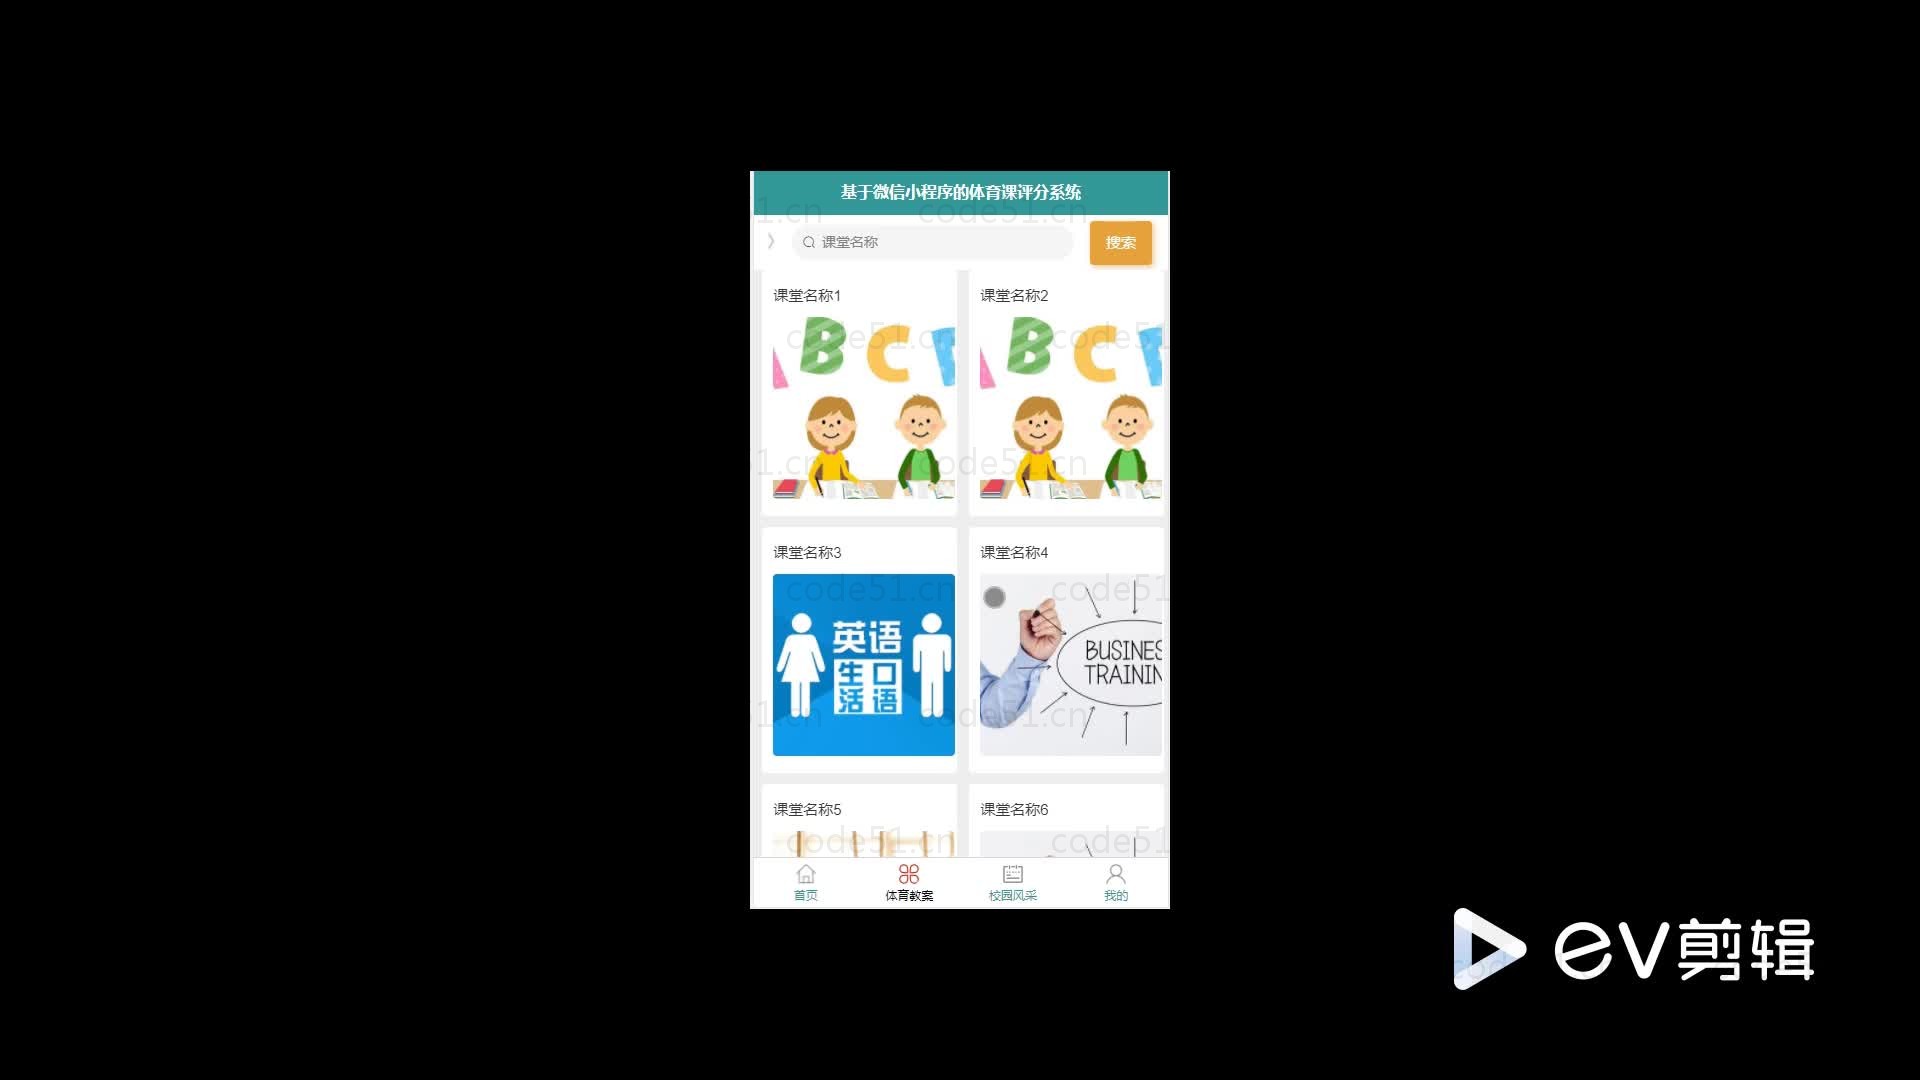 基于微信小程序的体育课评分系统
课堂名称
搜索
课堂名称1
课堂名称2
B C
B C
课堂名称3
课堂名称4
英语
生活口语
BUSINES
TRAININ
课堂名称5
课堂名称6
首页
体育教案
校园风采
我的
code51.cn
ev剪辑